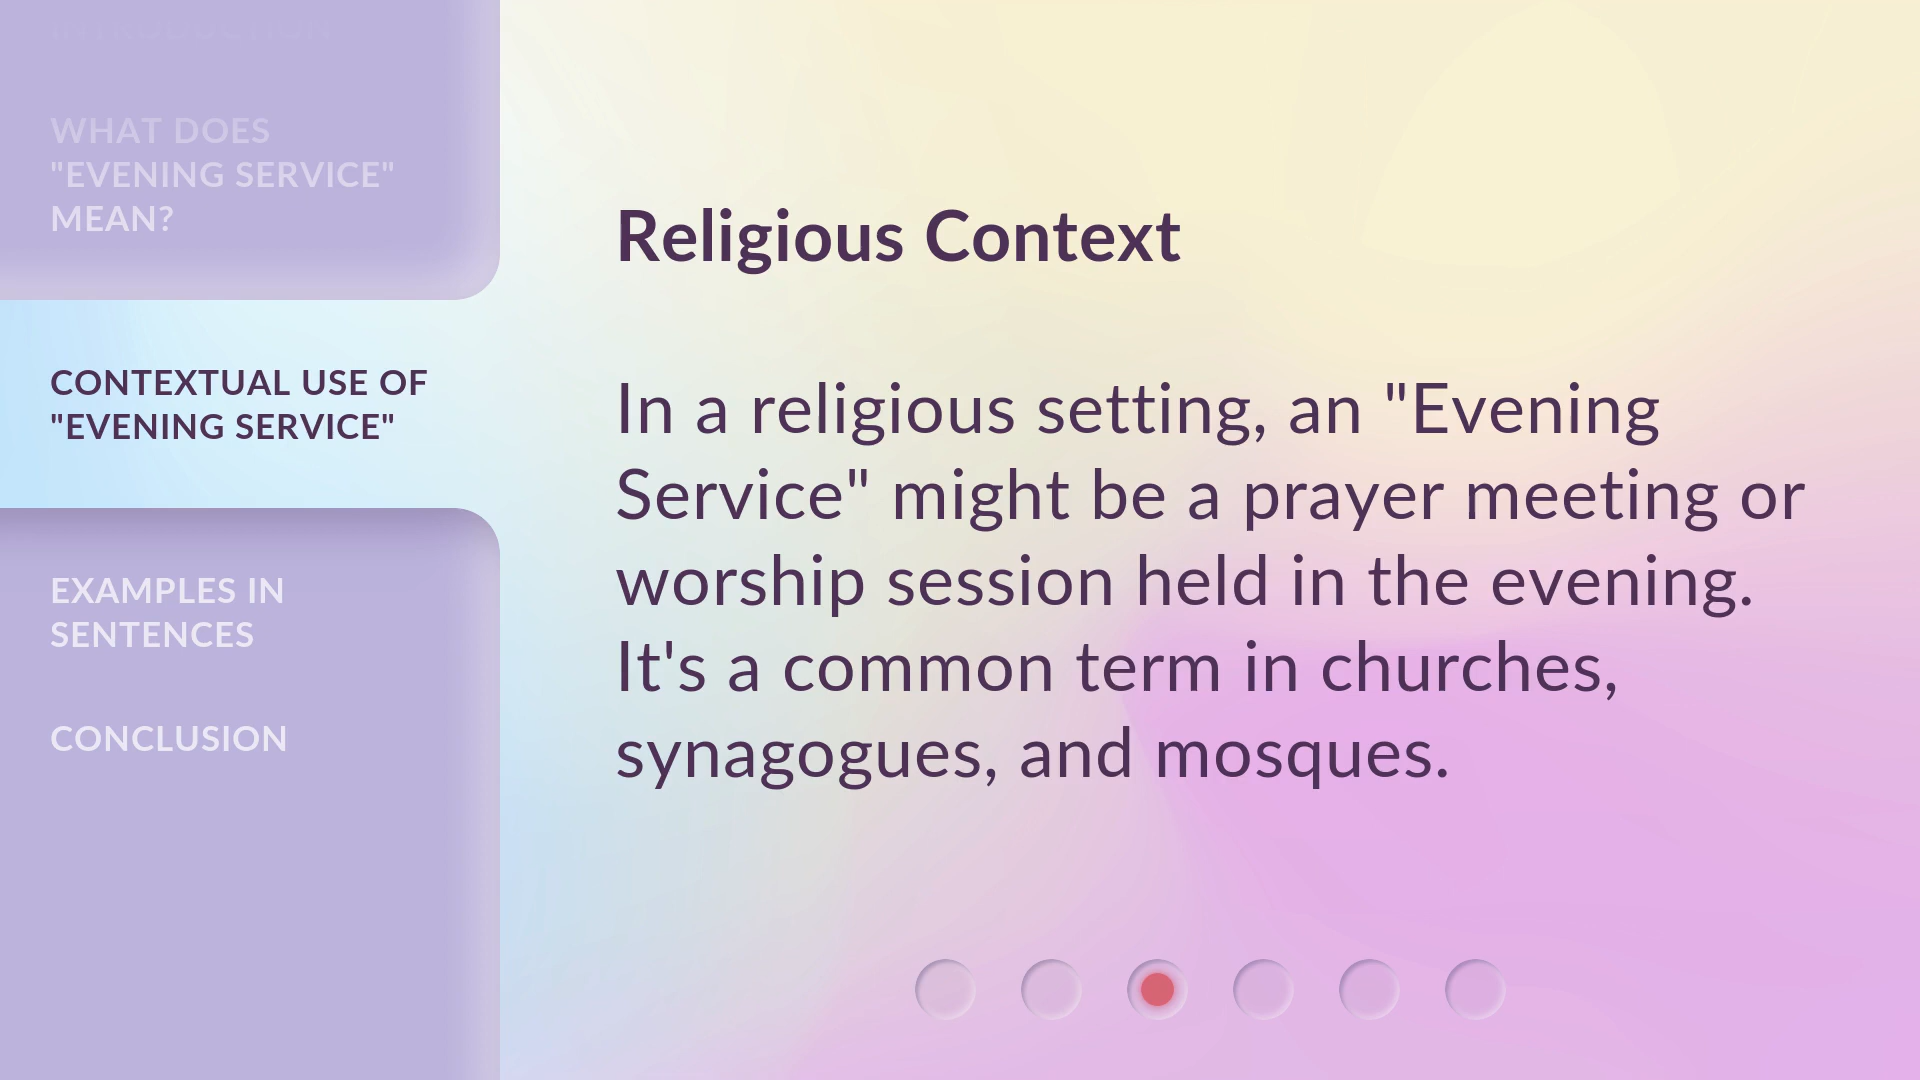 INTRODUCTION
WHAT DOES
"EVENING SERVICE"
MEAN?
CONTEXTUAL USE OF
"EVENING SERVICE"
EXAMPLES IN
SENTENCES
CONCLUSION
Religious Context
In a religious setting, an "Evening
Service" might be a prayer meeting or
worship session held in the evening.
It's a common term in churches,
synagogues, and mosques.